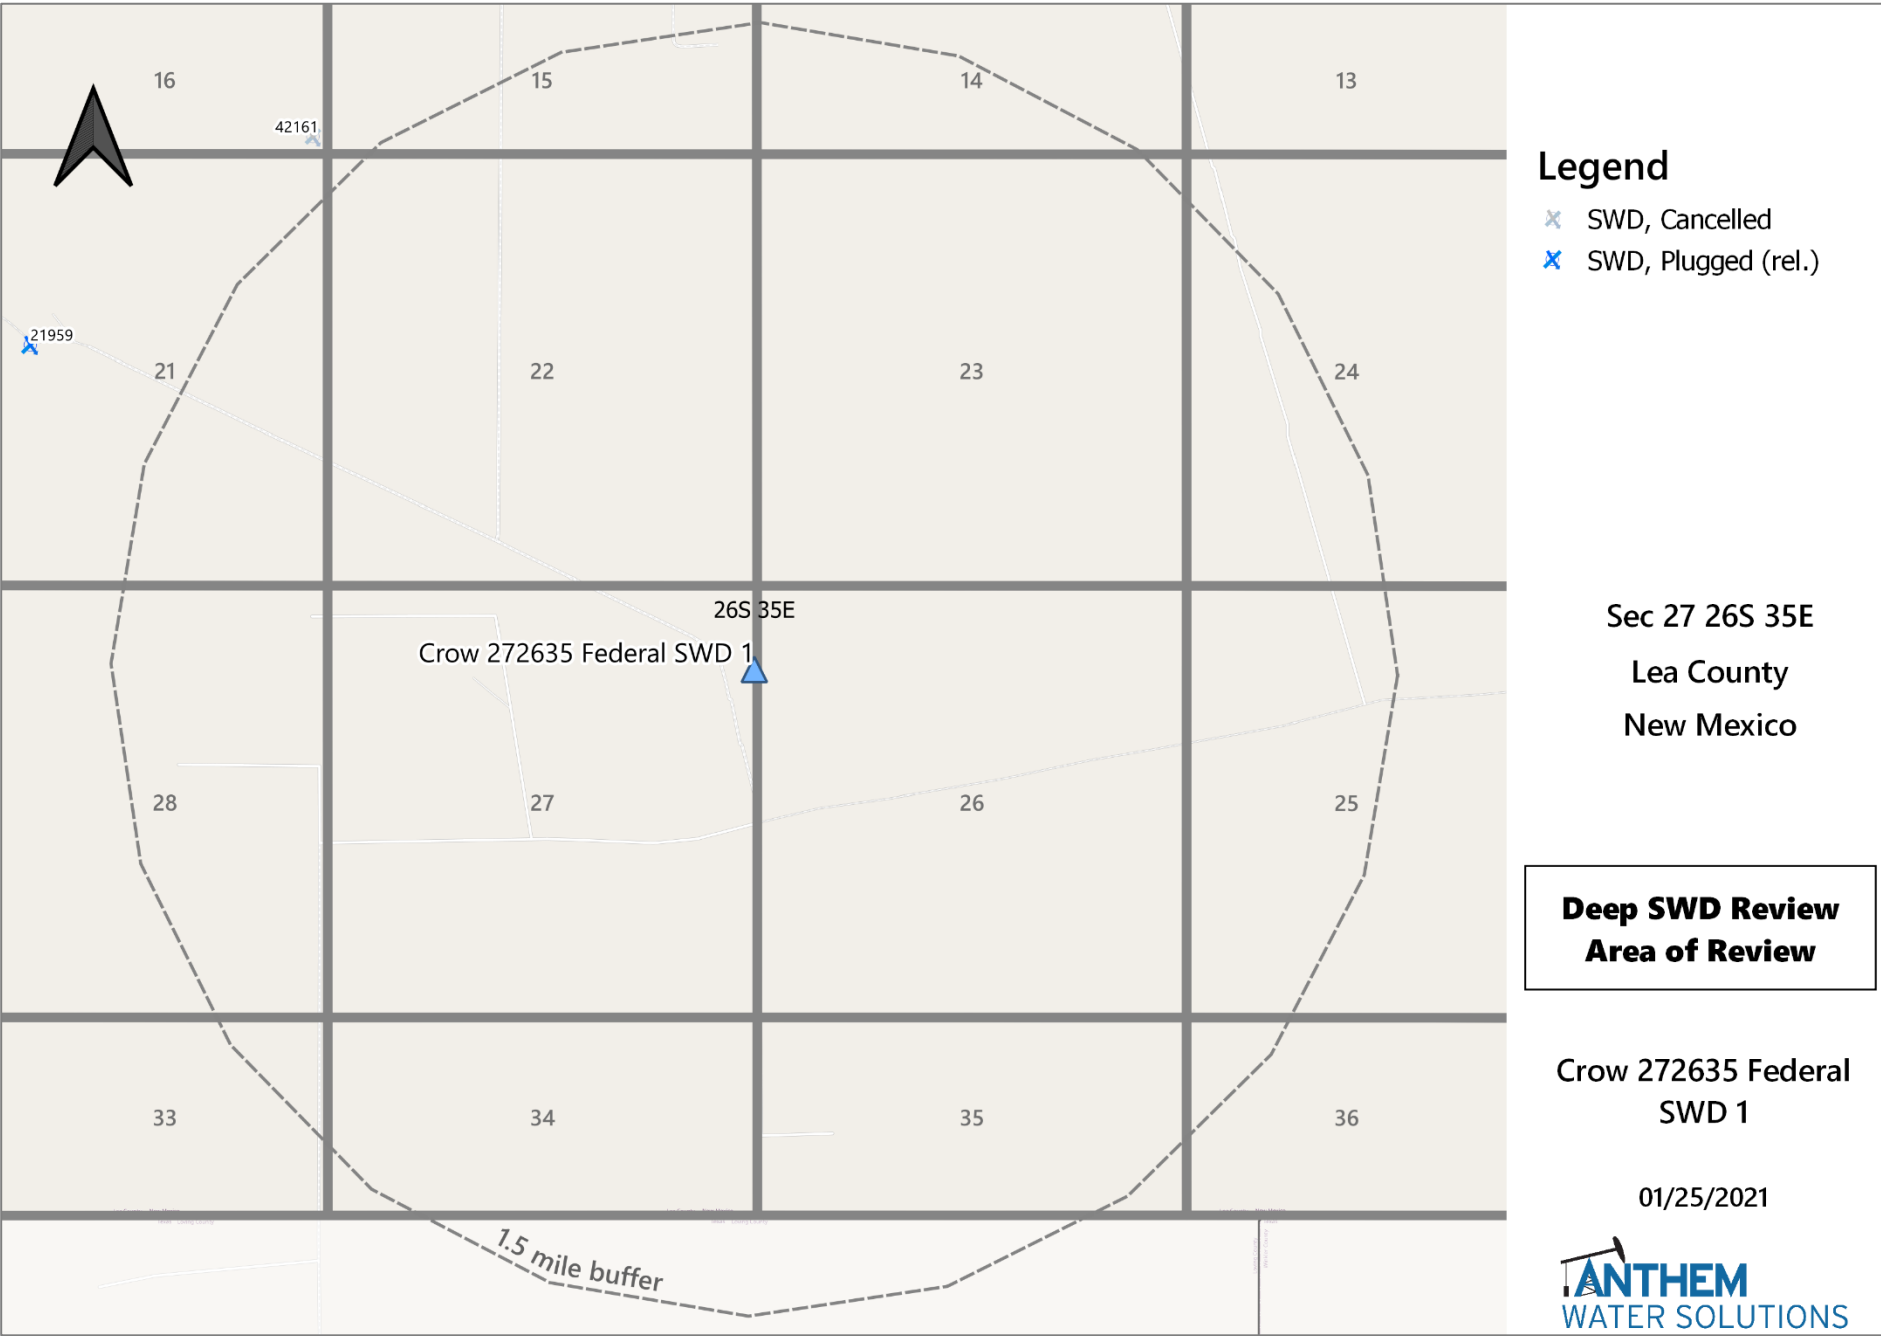 16
15
14
13
42161
21959
21
22
23
24
26S 35E
Crow 272635 Federal SWD 1
28
27
26
25
33
34
35
36
1.5 mile buffer
Legend
SWD, Cancelled
SWD, Plugged (rel.)
Sec 27 26S 35E
Lea County
New Mexico
Deep SWD Review
Area of Review
Crow 272635 Federal
SWD 1
01/25/2021
ANTHEM
WATER SOLUTIONS